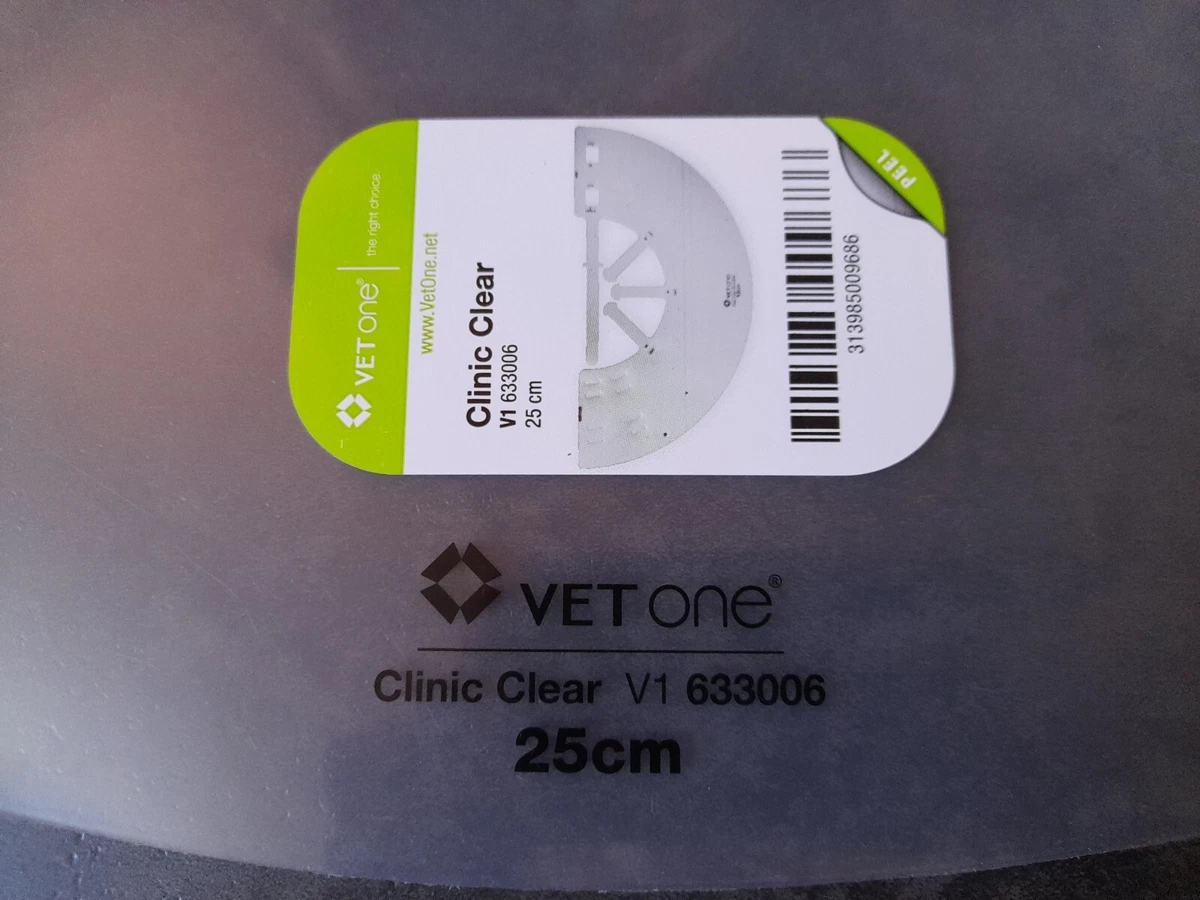 VET one® | the right choice.
www.VetOne.net
Clinic Clear
V1 633006
25 cm
313985009686
PEEL
VET one®
Clinic Clear V1 633006
25cm